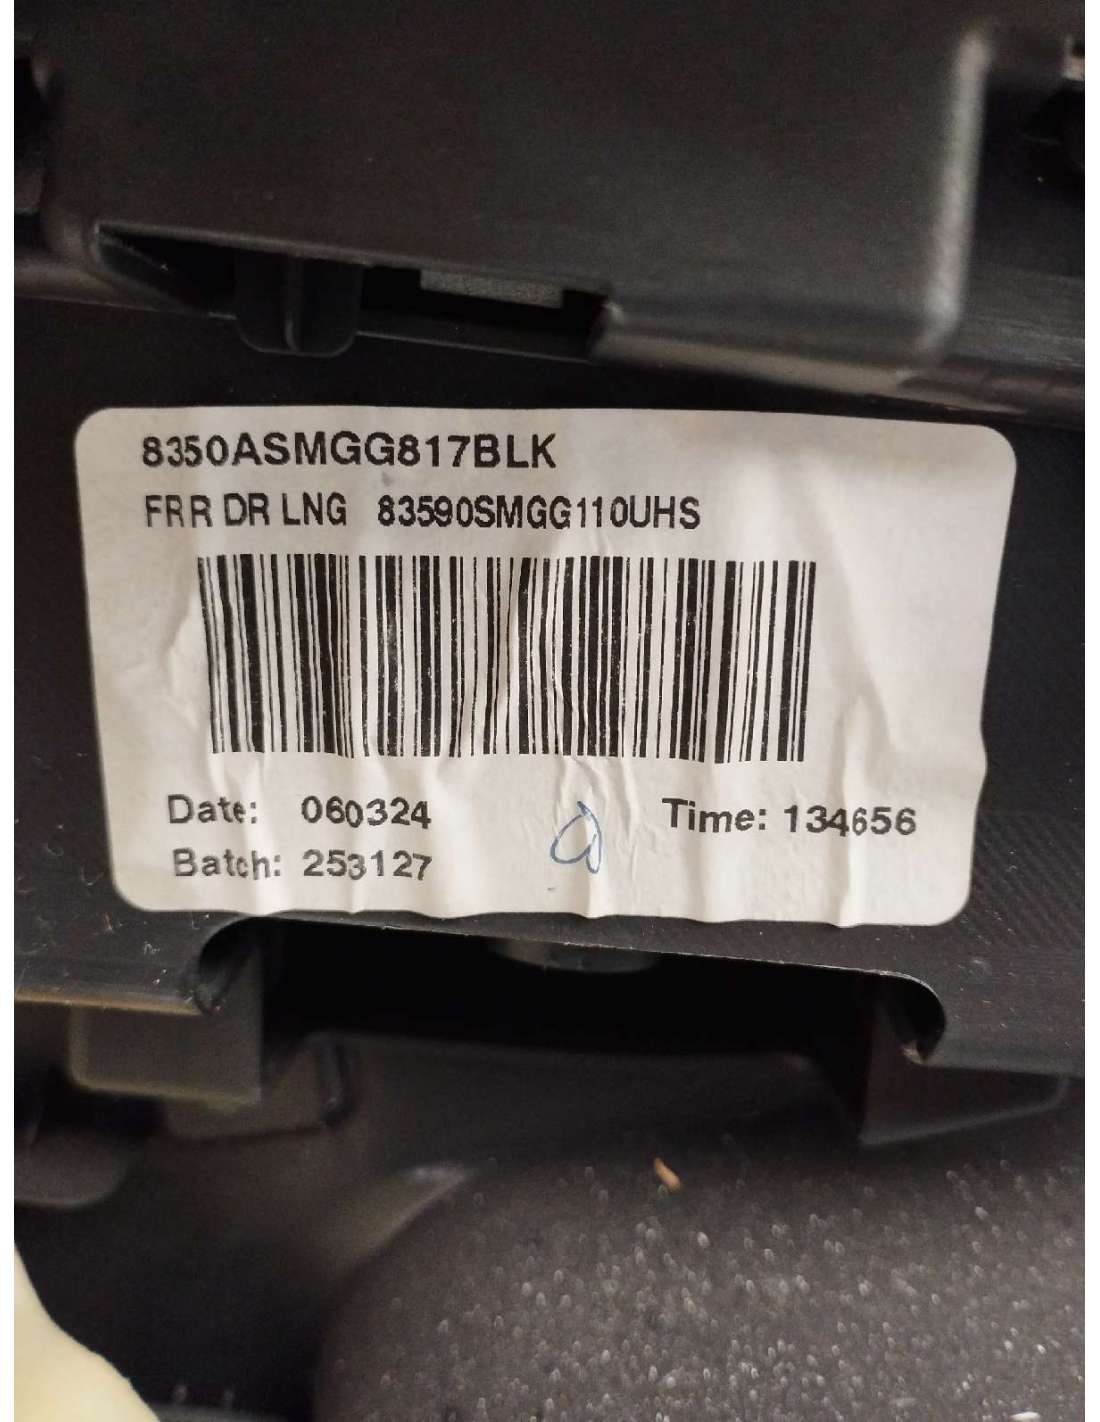 8350ASMGG817BLK
FRR DR LNG 83590SMGG110UHS
Date: 060324 Time: 134656
Batch: 253127